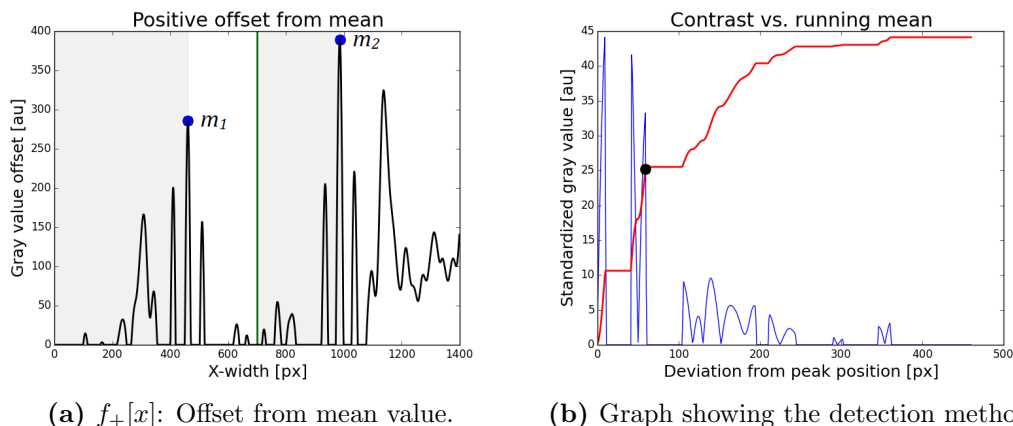 Positive offset from mean
400
350
300
250
200
150
100
50
0
Gray value offset [au]
m1
m2
0 200 400 600 800 1000 1200 1400
X-width [px]
(a) f+[x]: Offset from mean value.
Contrast vs. running mean
45
40
35
30
25
20
15
10
5
0
Standardized gray value [au]
0 100 200 300 400 500
Deviation from peak position [px]
(b) Graph showing the detection metho